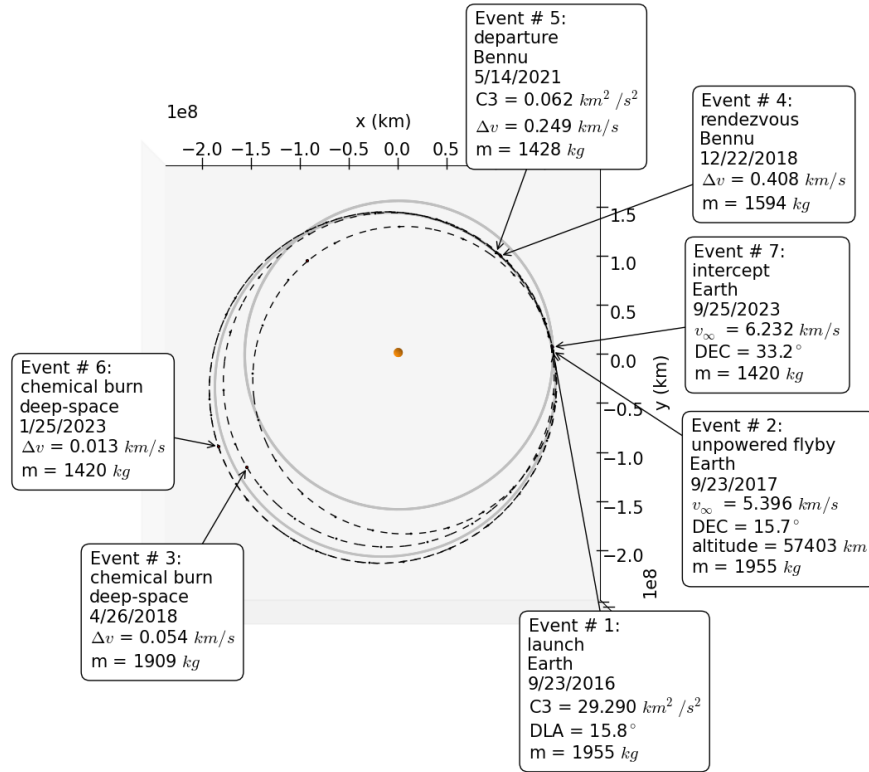 Event # 5:
departure
Bennu
5/14/2021
C3 = 0.062 km² /s²
Δv = 0.249 km/s
m = 1428 kg
Event # 4:
rendezvous
Bennu
12/22/2018
Δv = 0.408 km/s
m = 1594 kg
1e8
x (km)
−2.0 −1.5 −1.0 −0.5 0.0 0.5
1.5
1.0
0.5
0.0
−0.5
−1.0
−1.5
−2.0
y (km)
1e8
Event # 7:
intercept
Earth
9/25/2023
v∞ = 6.232 km/s
DEC = 33.2°
m = 1420 kg
Event # 6:
chemical burn
deep-space
1/25/2023
Δv = 0.013 km/s
m = 1420 kg
Event # 2:
unpowered flyby
Earth
9/23/2017
v∞ = 5.396 km/s
DEC = 15.7°
altitude = 57403 km
m = 1955 kg
Event # 3:
chemical burn
deep-space
4/26/2018
Δv = 0.054 km/s
m = 1909 kg
Event # 1:
launch
Earth
9/23/2016
C3 = 29.290 km² /s²
DLA = 15.8°
m = 1955 kg